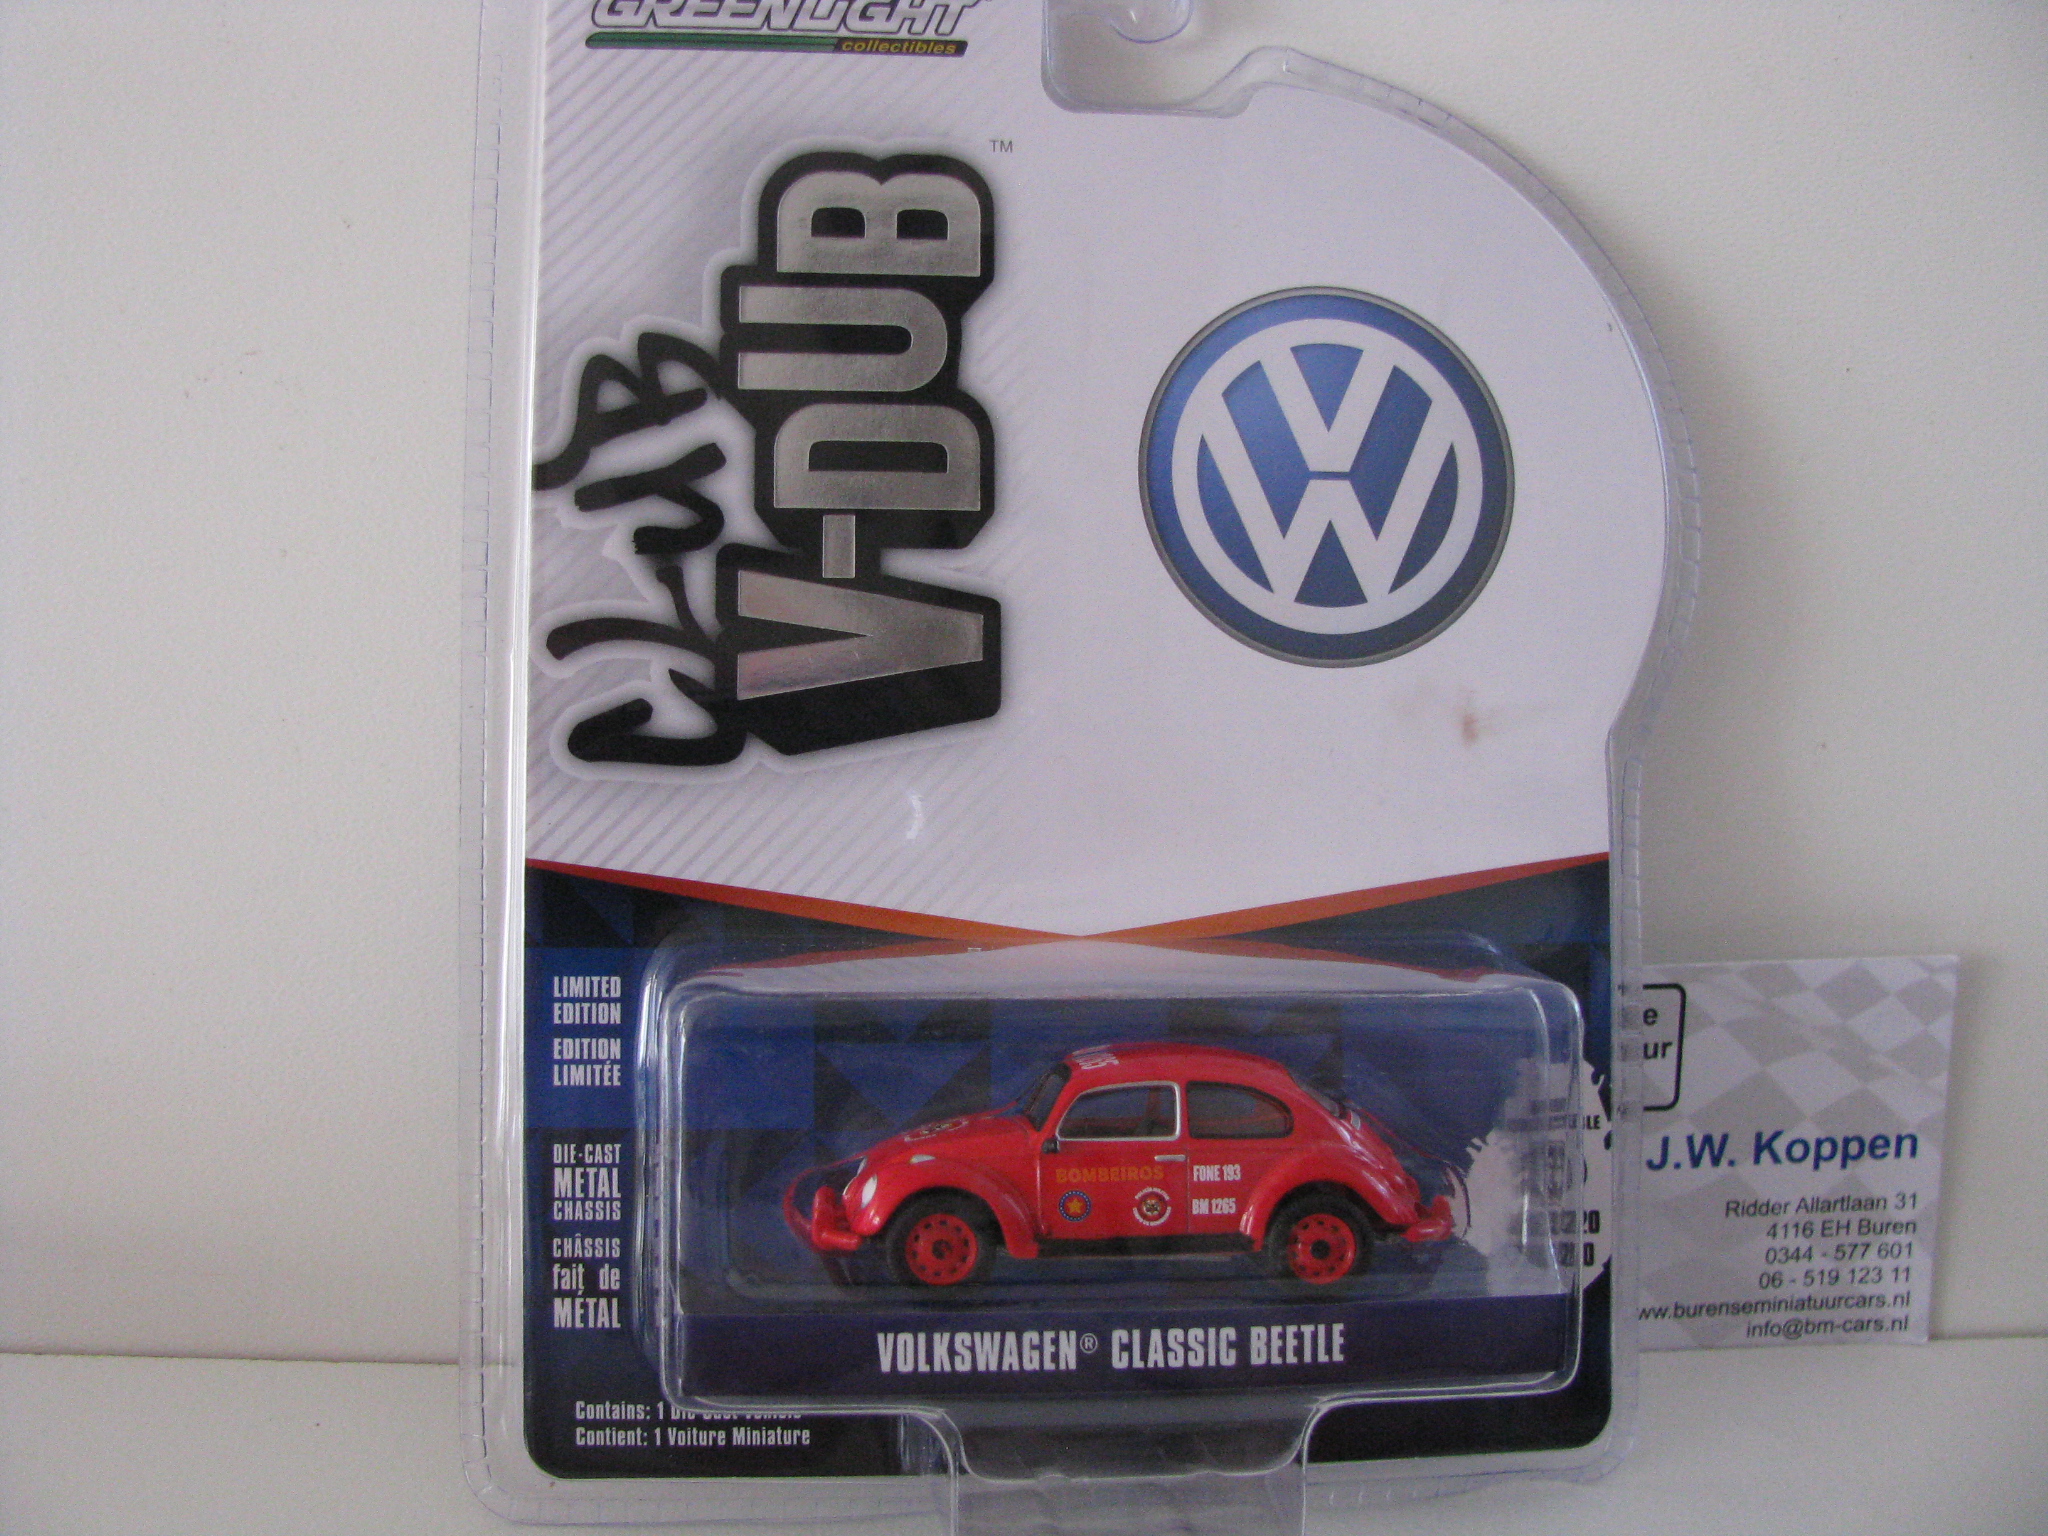 GREENLIGHT
collectibles
Club
V-DUB
TM
LIMITED
EDITION
EDITION
LIMITÉE
DIE-CAST
METAL
CHASSIS
CHÂSSIS
fait de
MÉTAL
BOMBEIROS
FONE 193
BM 1265
VOLKSWAGEN® CLASSIC BEETLE
Contains: 1 Die-Cast Vehicle
Contient: 1 Voiture Miniature
e
ur
J.W. Koppen
Ridder Allartlaan 31
4116 EH Buren
0344 - 577 601
06 - 519 123 11
ww.burenseminiatuurcars.nl
info@bm-cars.nl